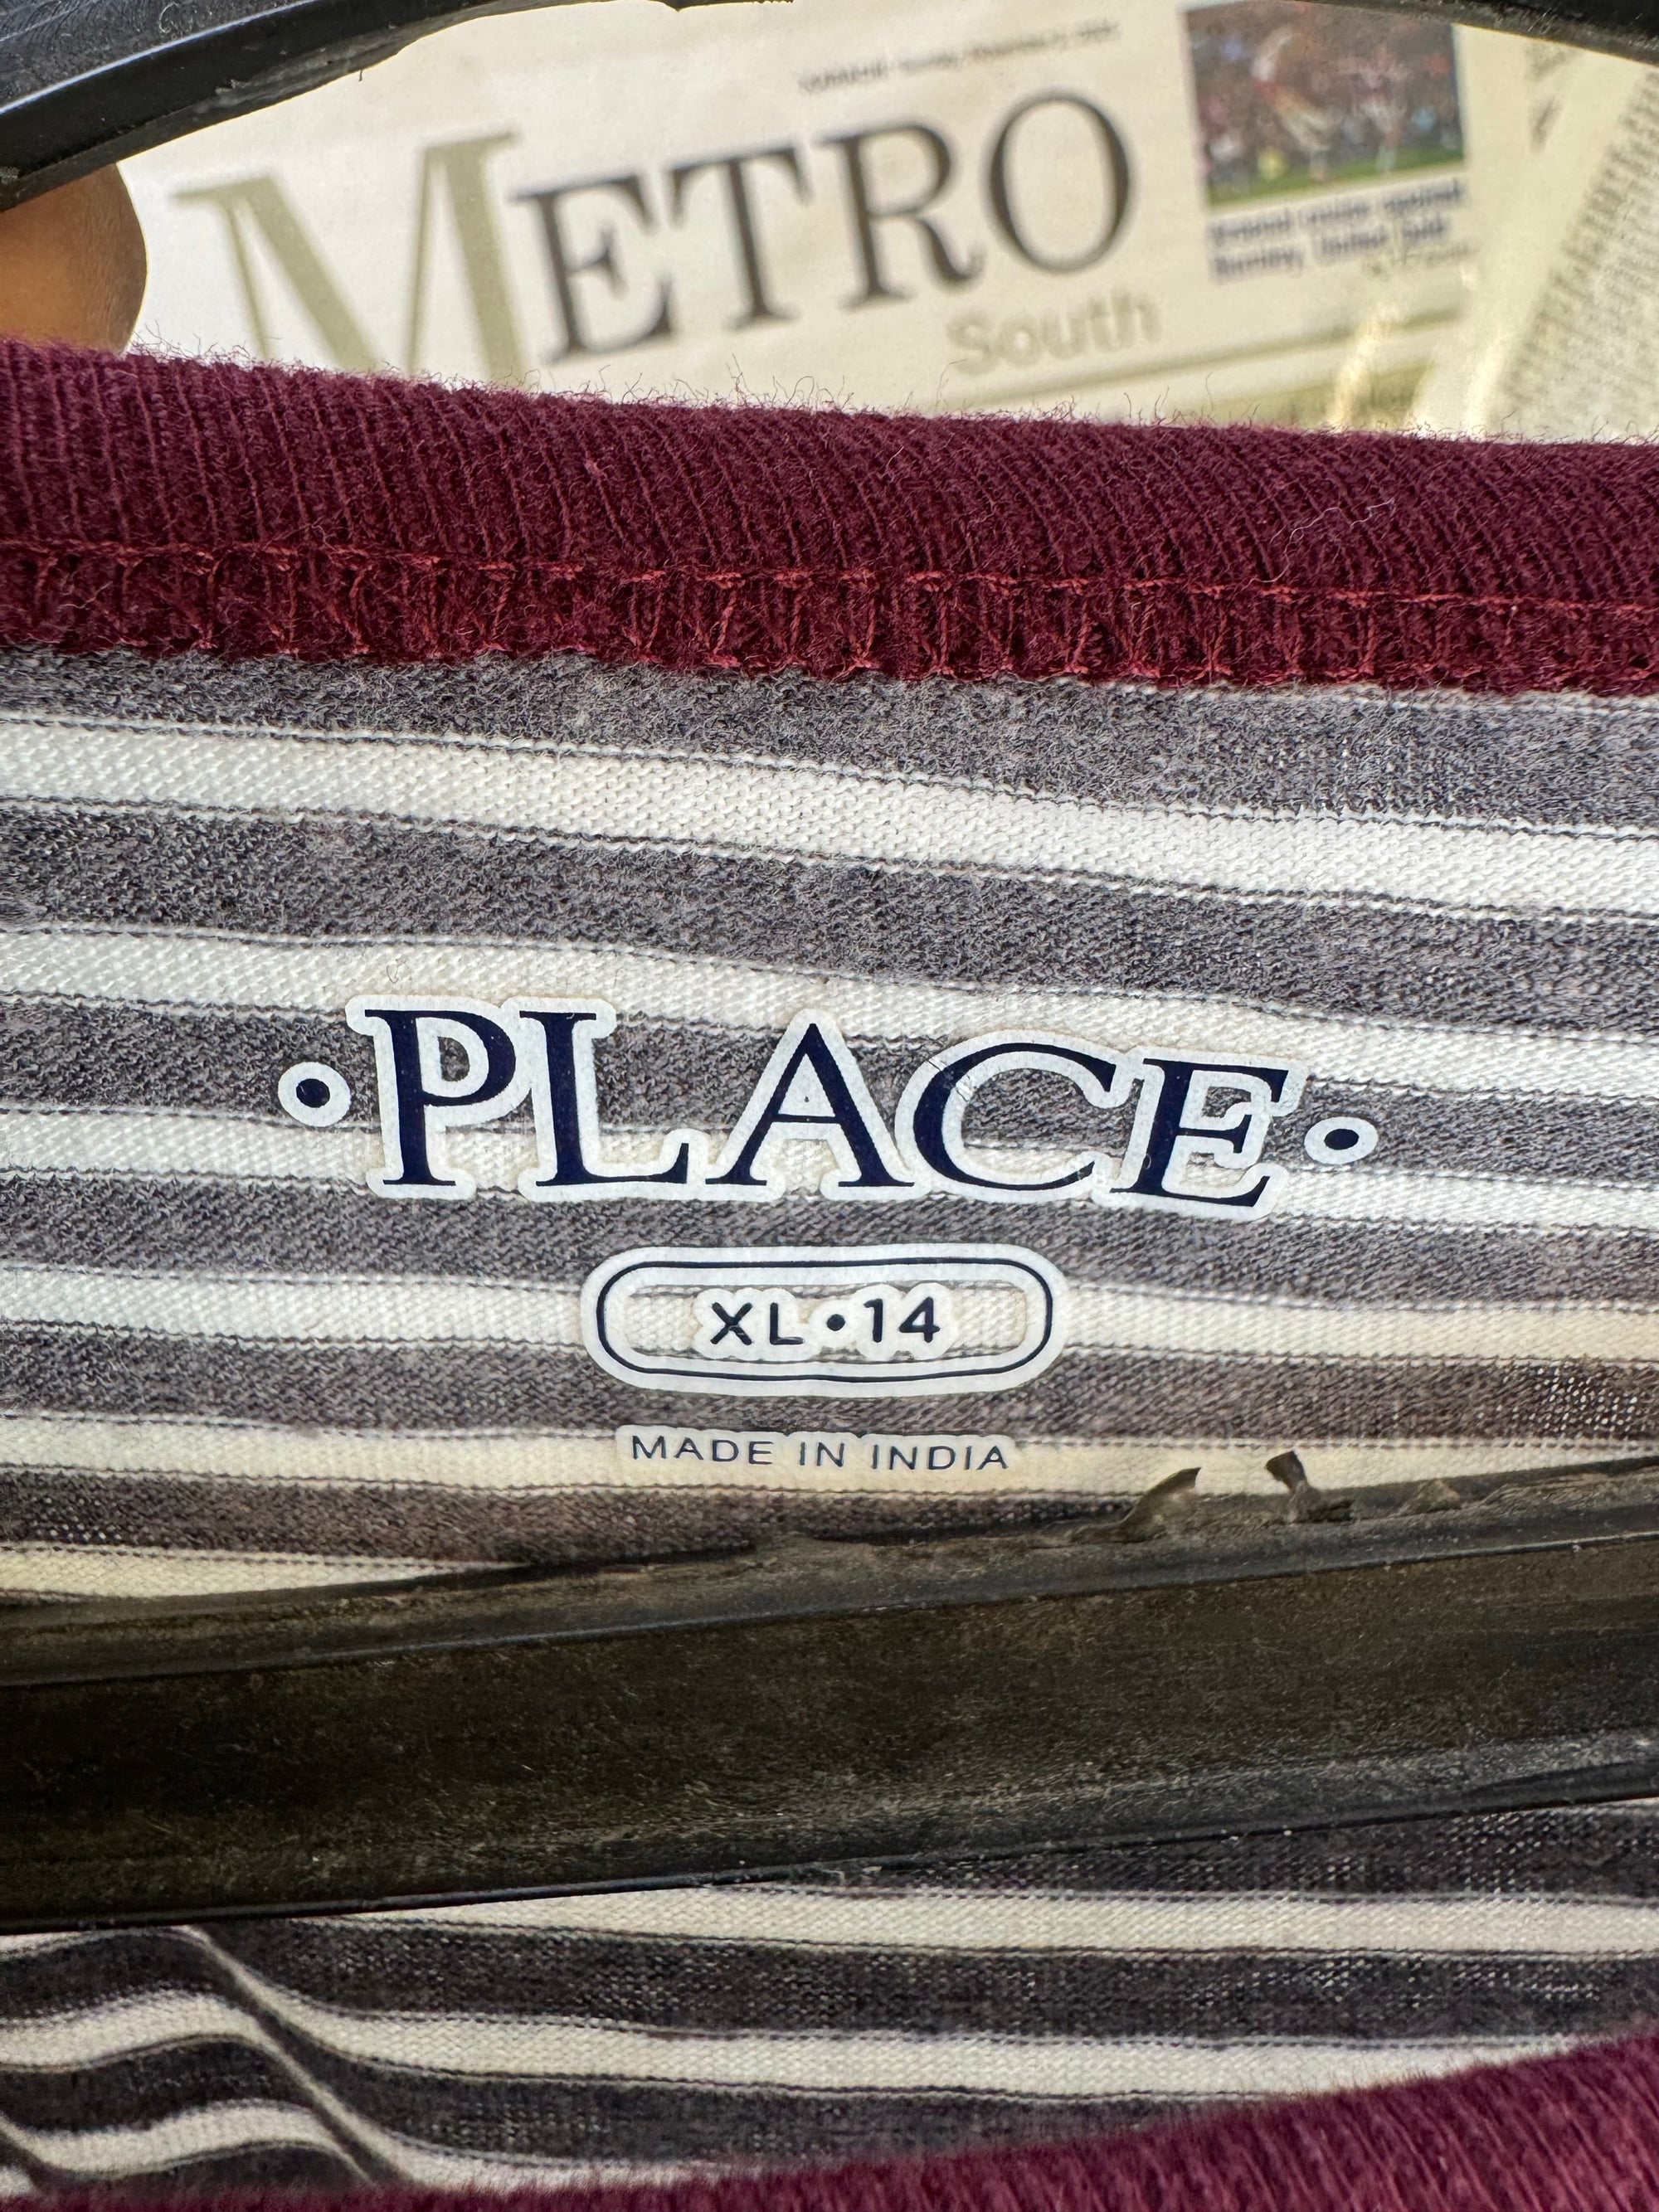 METRO
South
•PLACE•
XL•14
MADE IN INDIA